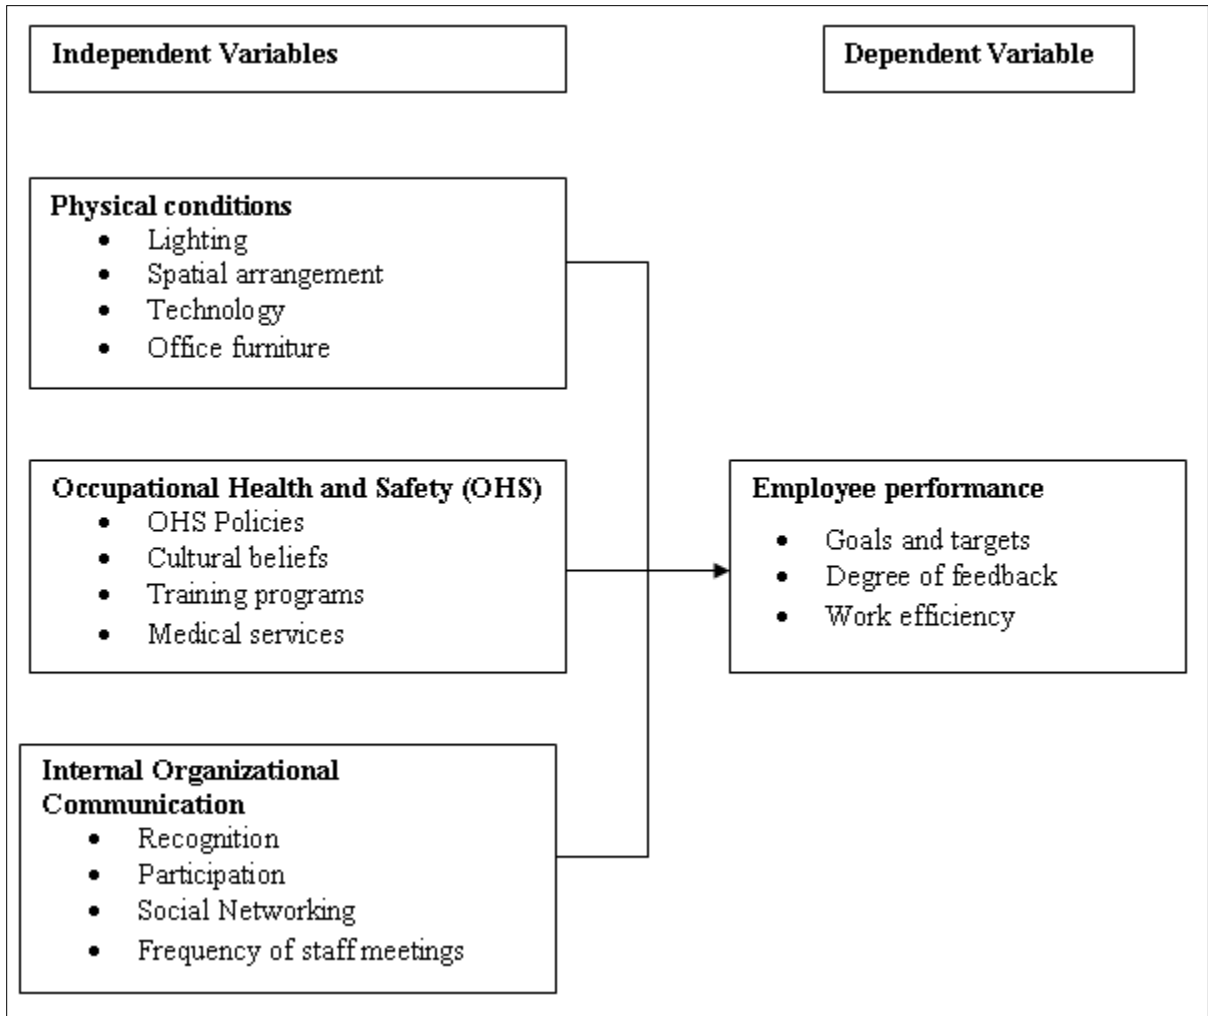 Independent Variables
Dependent Variable
Physical conditions
• Lighting
• Spatial arrangement
• Technology
• Office furniture
Occupational Health and Safety (OHS)
• OHS Policies
• Cultural beliefs
• Training programs
• Medical services
Employee performance
• Goals and targets
• Degree of feedback
• Work efficiency
Internal Organizational
Communication
• Recognition
• Participation
• Social Networking
• Frequency of staff meetings